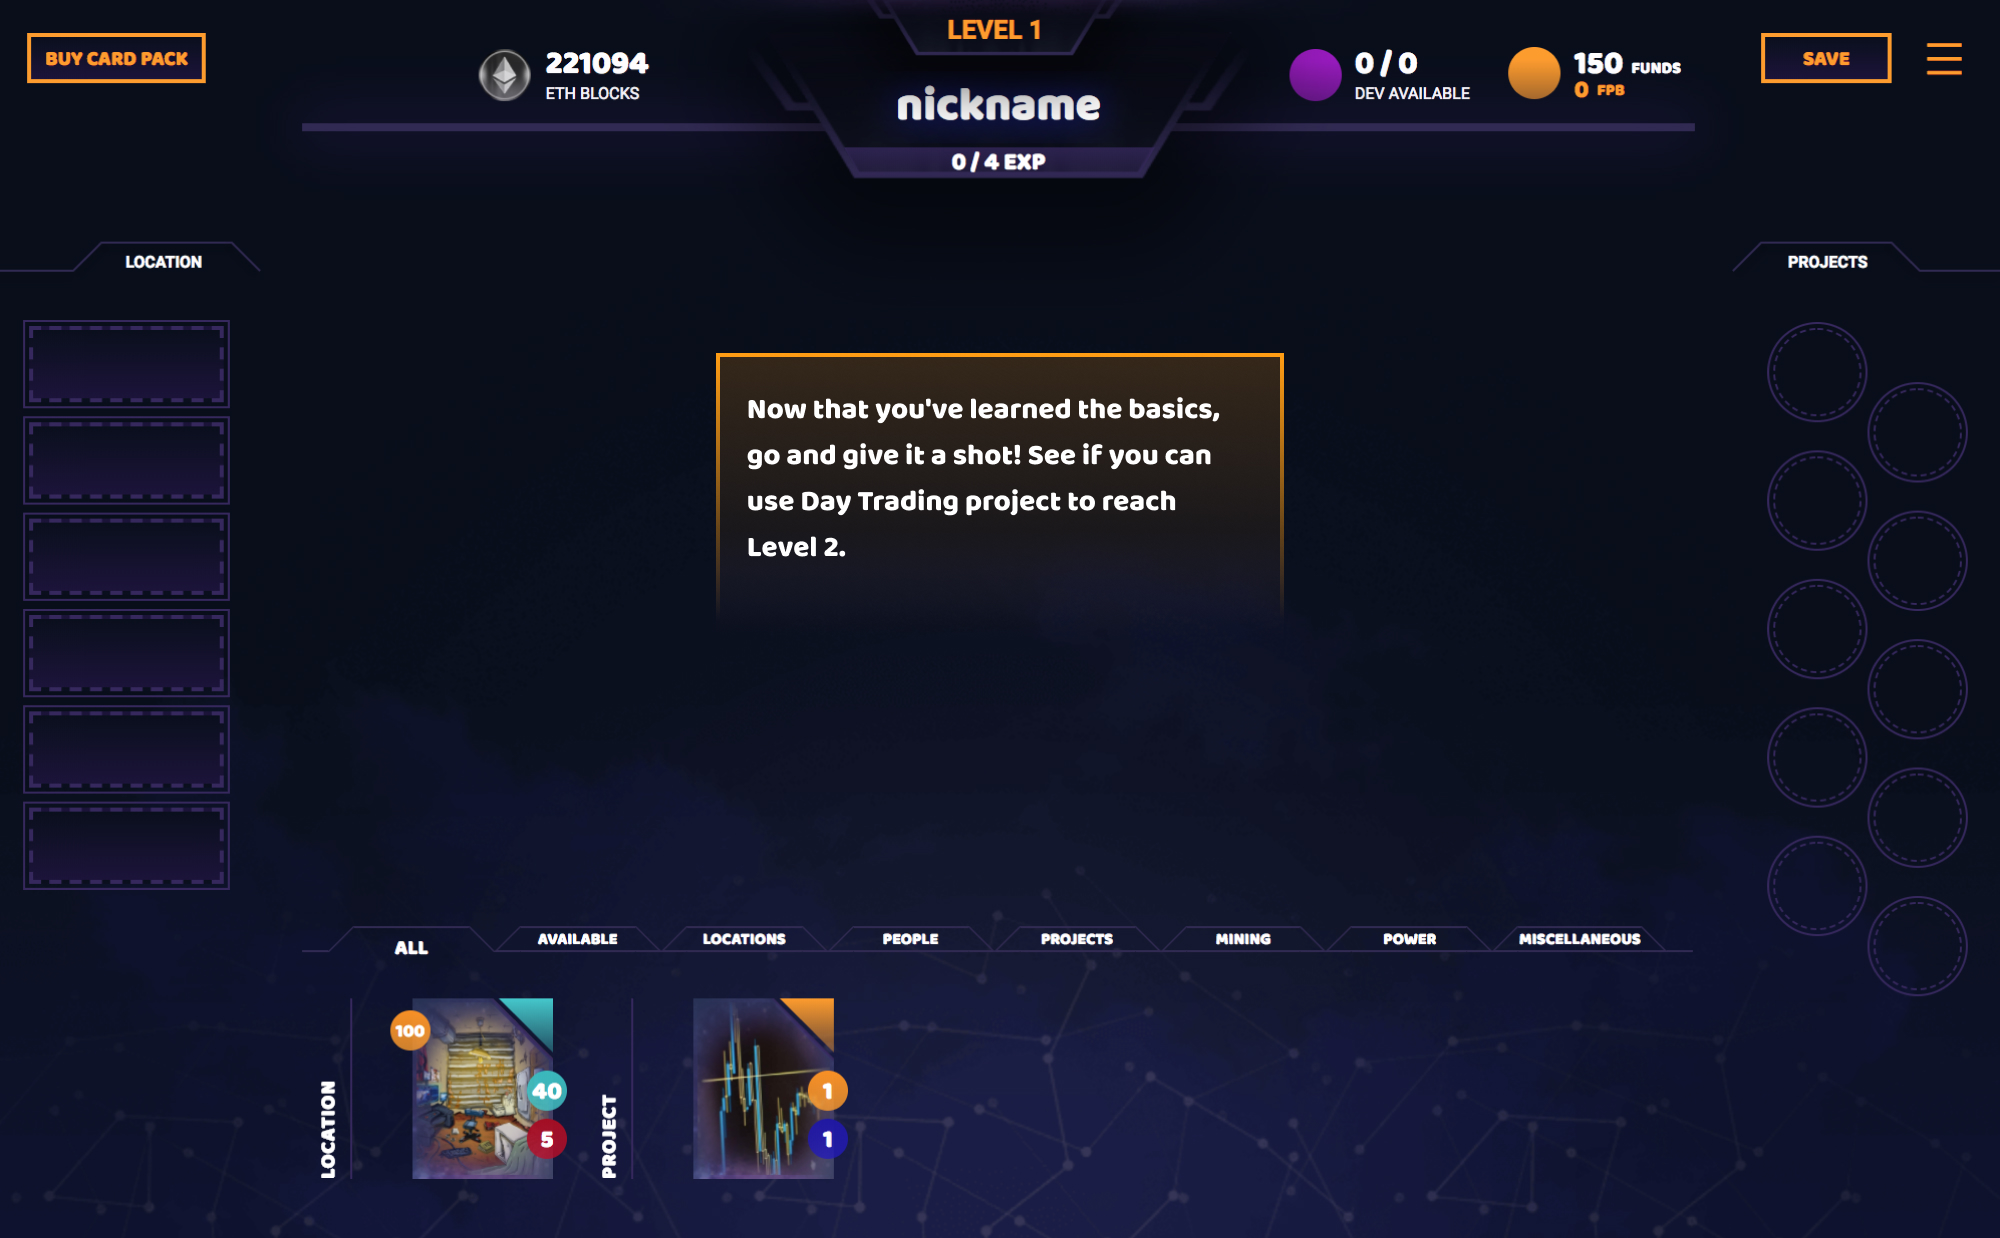 LEVEL 1
BUY CARD PACK
221094
ETH BLOCKS
nickname
0 / 4 EXP
0 / 0
DEV AVAILABLE
150 FUNDS
0 FPB
SAVE
LOCATION
PROJECTS
Now that you've learned the basics,
go and give it a shot! See if you can
use Day Trading project to reach
Level 2.
ALL
AVAILABLE
LOCATIONS
PEOPLE
PROJECTS
MINING
POWER
MISCELLANEOUS
LOCATION
100
40
5
PROJECT
1
1